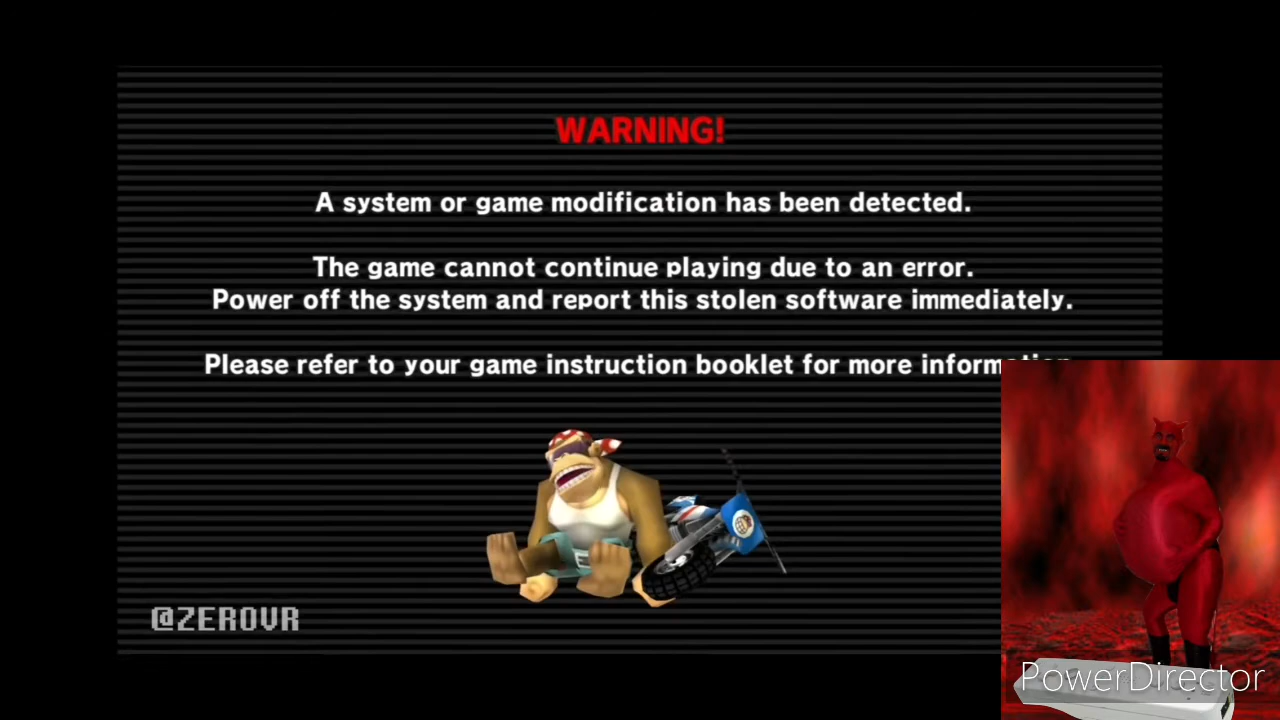 WARNING!
A system or game modification has been detected.
The game cannot continue playing due to an error.
Power off the system and report this stolen software immediately.
Please refer to your game instruction booklet for more
@ZEROVR
PowerDirector